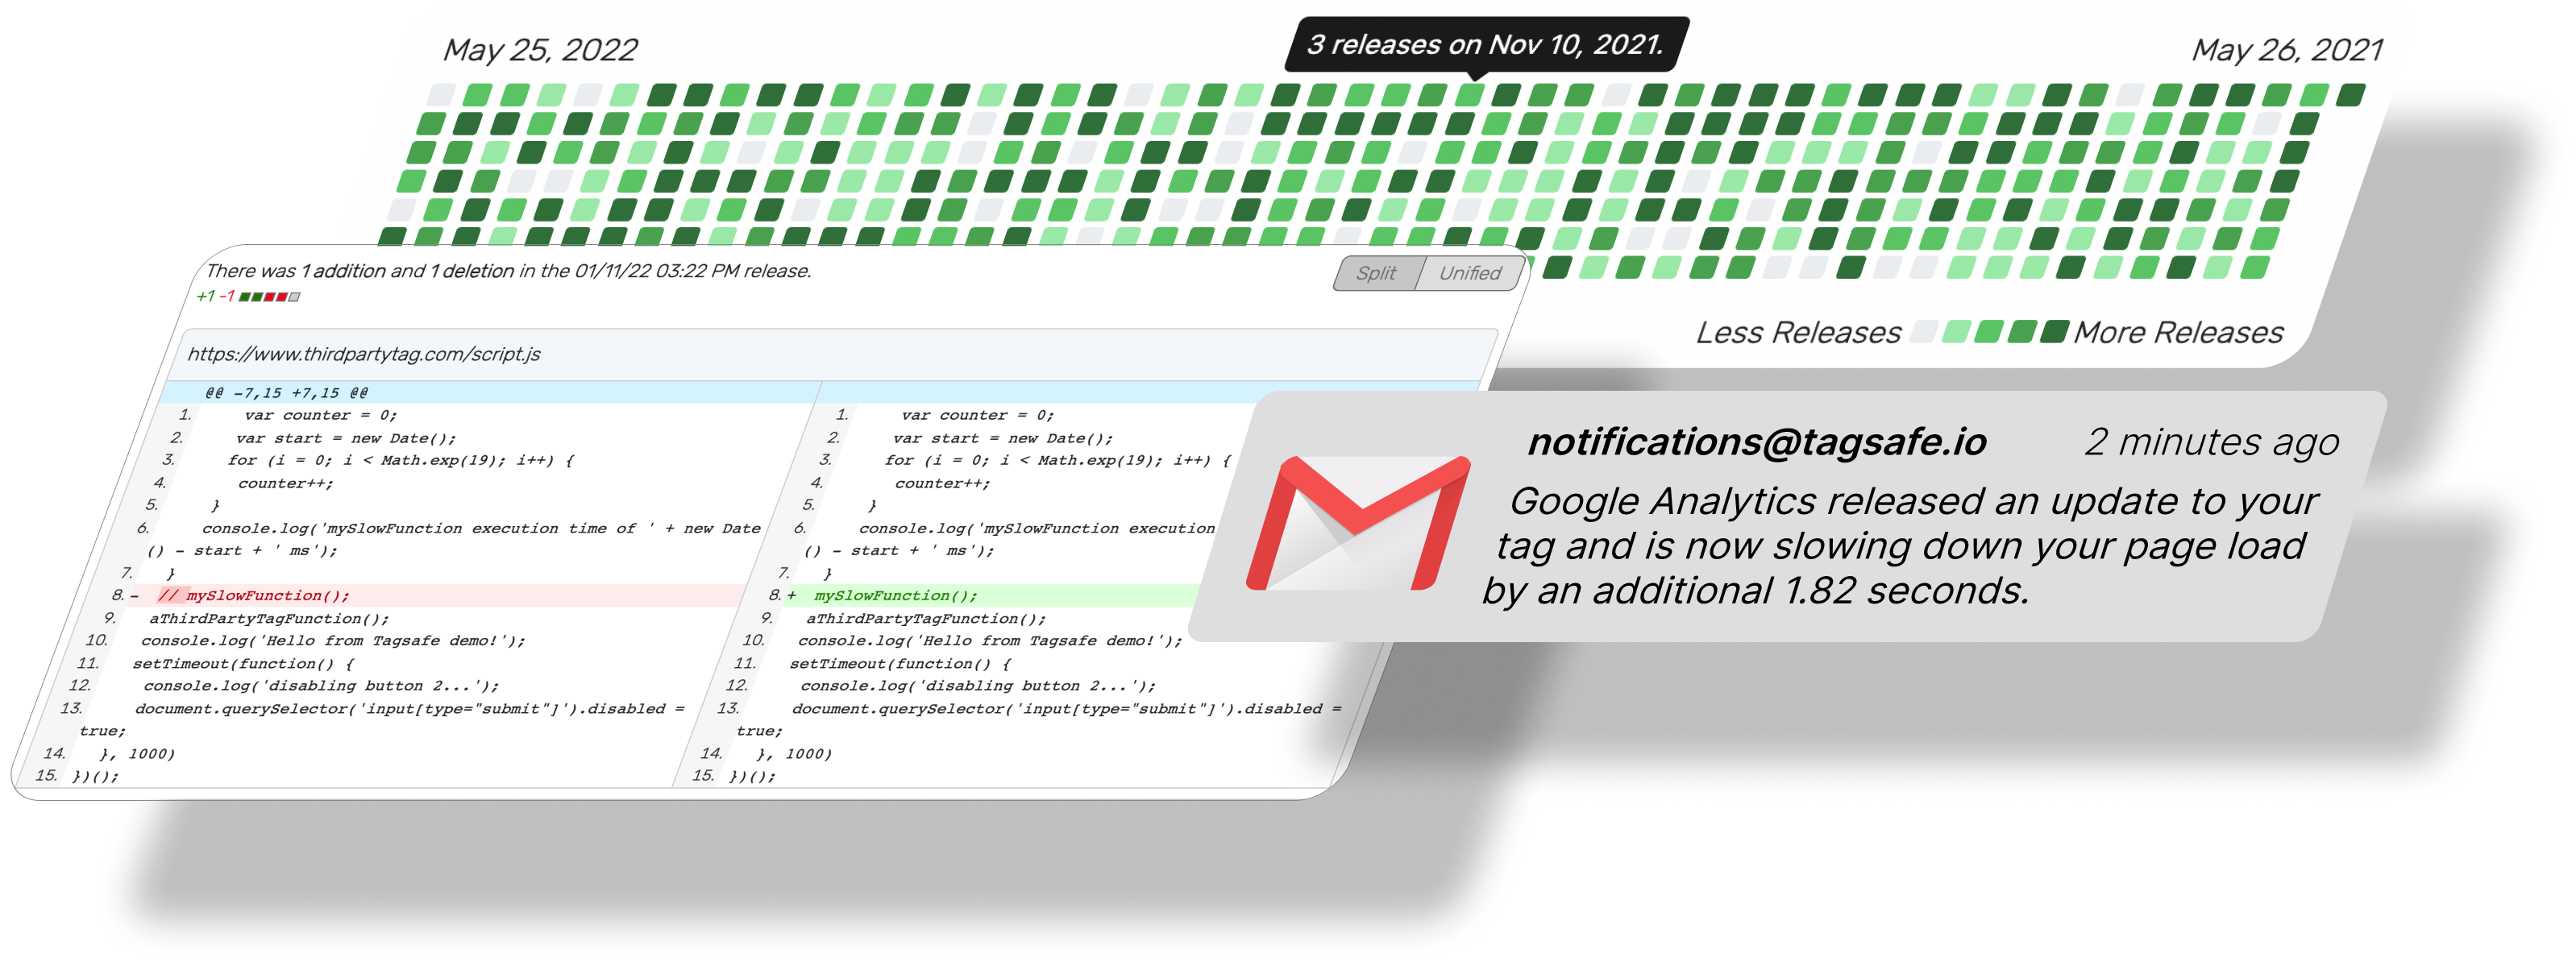 May 25, 2022
3 releases on Nov 10, 2021.
May 26, 2021
Less Releases
More Releases
There was 1 addition and 1 deletion in the 01/11/22 03:22 PM release.
+1 -1
Split
Unified
https://www.thirdpartytag.com/script.js
@@ -7,15 +7,15 @@
1. var counter = 0;
2. var start = new Date();
3. for (i = 0; i < Math.exp(19); i++) {
4. counter++;
5. }
6. console.log('mySlowFunction execution time of ' + new Date
() - start + ' ms');
7. }
8. - // mySlowFunction();
9. aThirdPartyTagFunction();
10. console.log('Hello from Tagsafe demo!');
11. setTimeout(function() {
12. console.log('disabling button 2...');
13. document.querySelector('input[type="submit"]').disabled =
true;
14. }, 1000)
15. })();
1. var counter = 0;
2. var start = new Date();
3. for (i = 0; i < Math.exp(19); i++) {
4. counter++;
5. }
6. console.log('mySlowFunction execution
() - start + ' ms');
7. }
8. + mySlowFunction();
9. aThirdPartyTagFunction();
10. console.log('Hello from Tagsafe demo!');
11. setTimeout(function() {
12. console.log('disabling button 2...');
13. document.querySelector('input[type="submit"]').disabled =
true;
14. }, 1000)
15. })();
notifications@tagsafe.io
2 minutes ago
Google Analytics released an update to your
tag and is now slowing down your page load
by an additional 1.82 seconds.